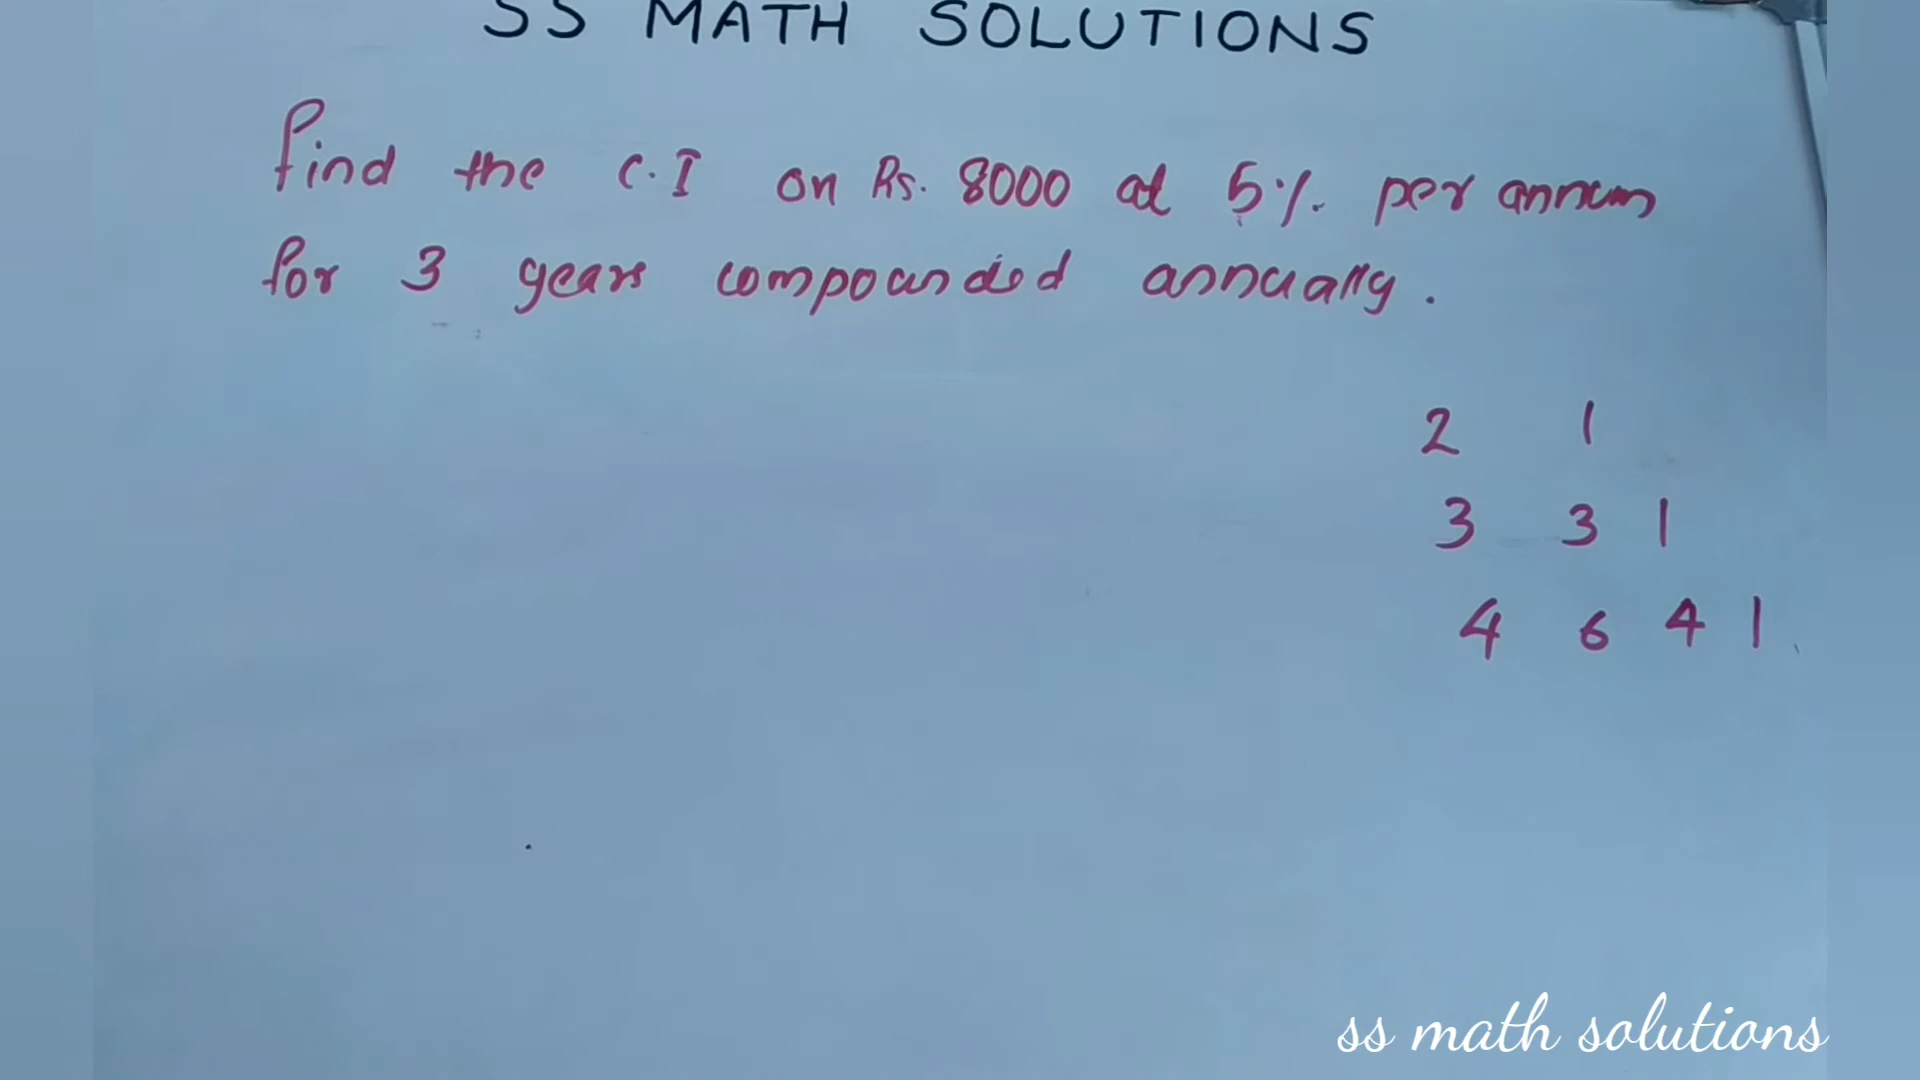 SS MATH SOLUTIONS
Find the C.I on Rs. 8000 at 5%. per annum
for 3 years compounded annually.
2 1
3 3 1
4 6 4 1
ss math solutions